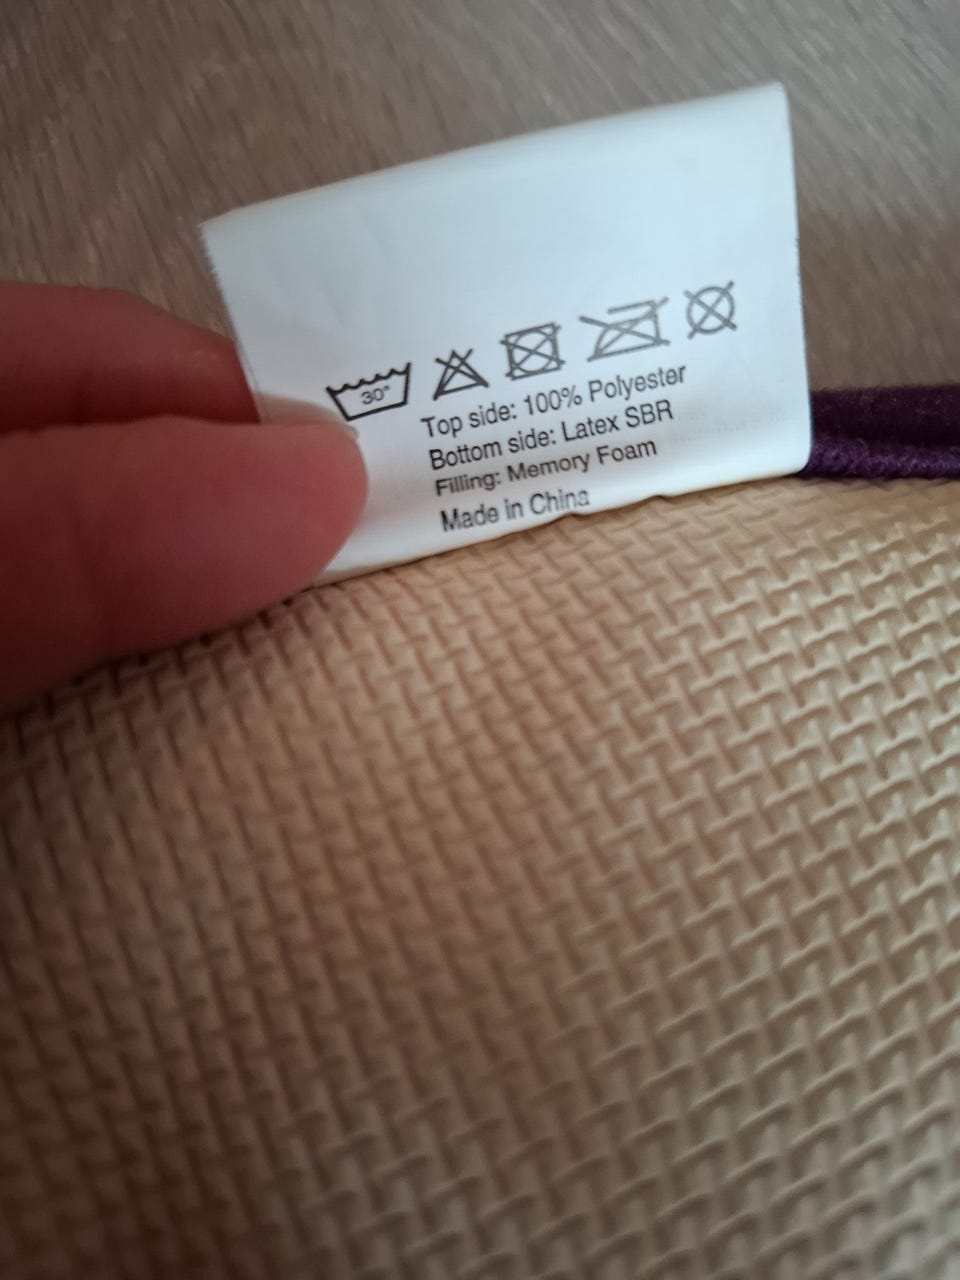 30°
Top side: 100% Polyester
Bottom side: Latex SBR
Filling: Memory Foam
Made in China